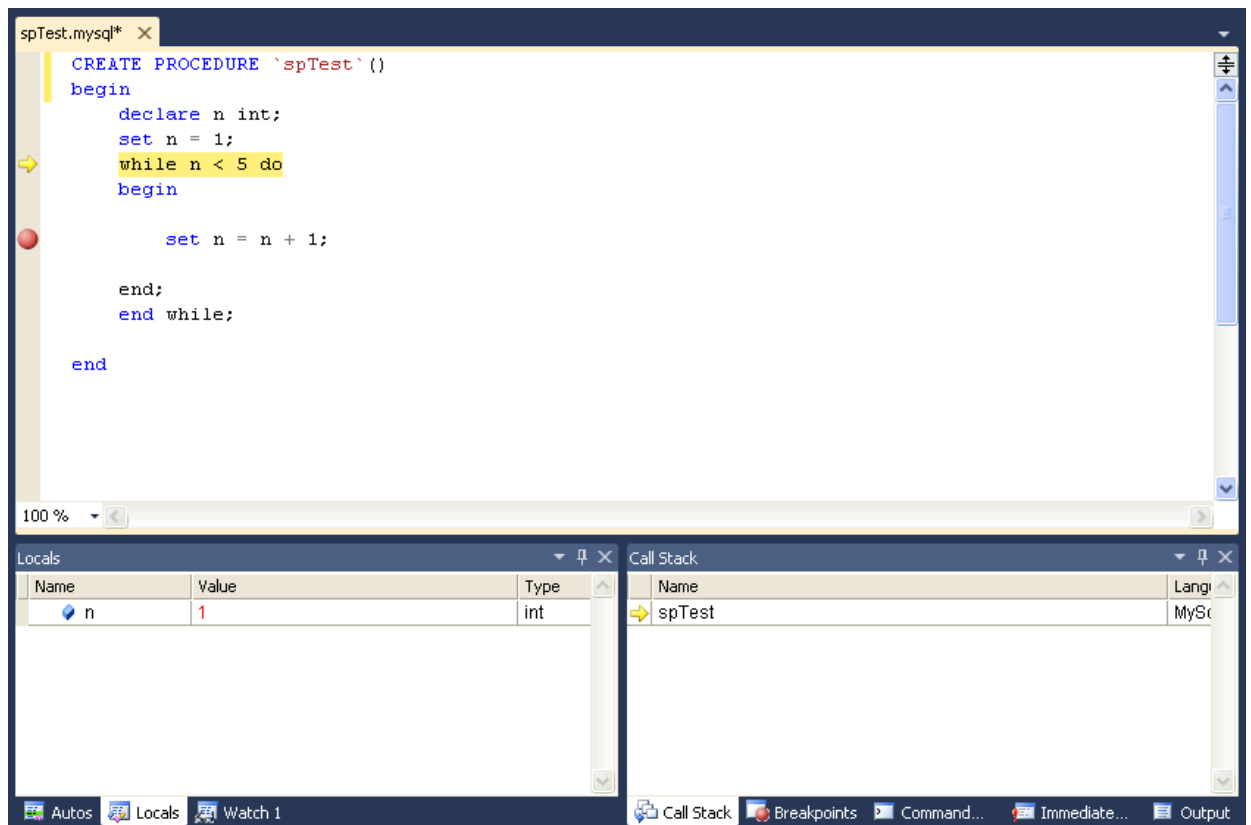 spTest.mysql*
CREATE PROCEDURE `spTest`()
begin
declare n int;
set n = 1;
while n < 5 do
begin
set n = n + 1;
end;
end while;
end
100 %
Locals
Name Value Type
n 1 int
Call Stack
Name
spTest
Autos Locals Watch 1
Call Stack Breakpoints Command... Immediate... Output